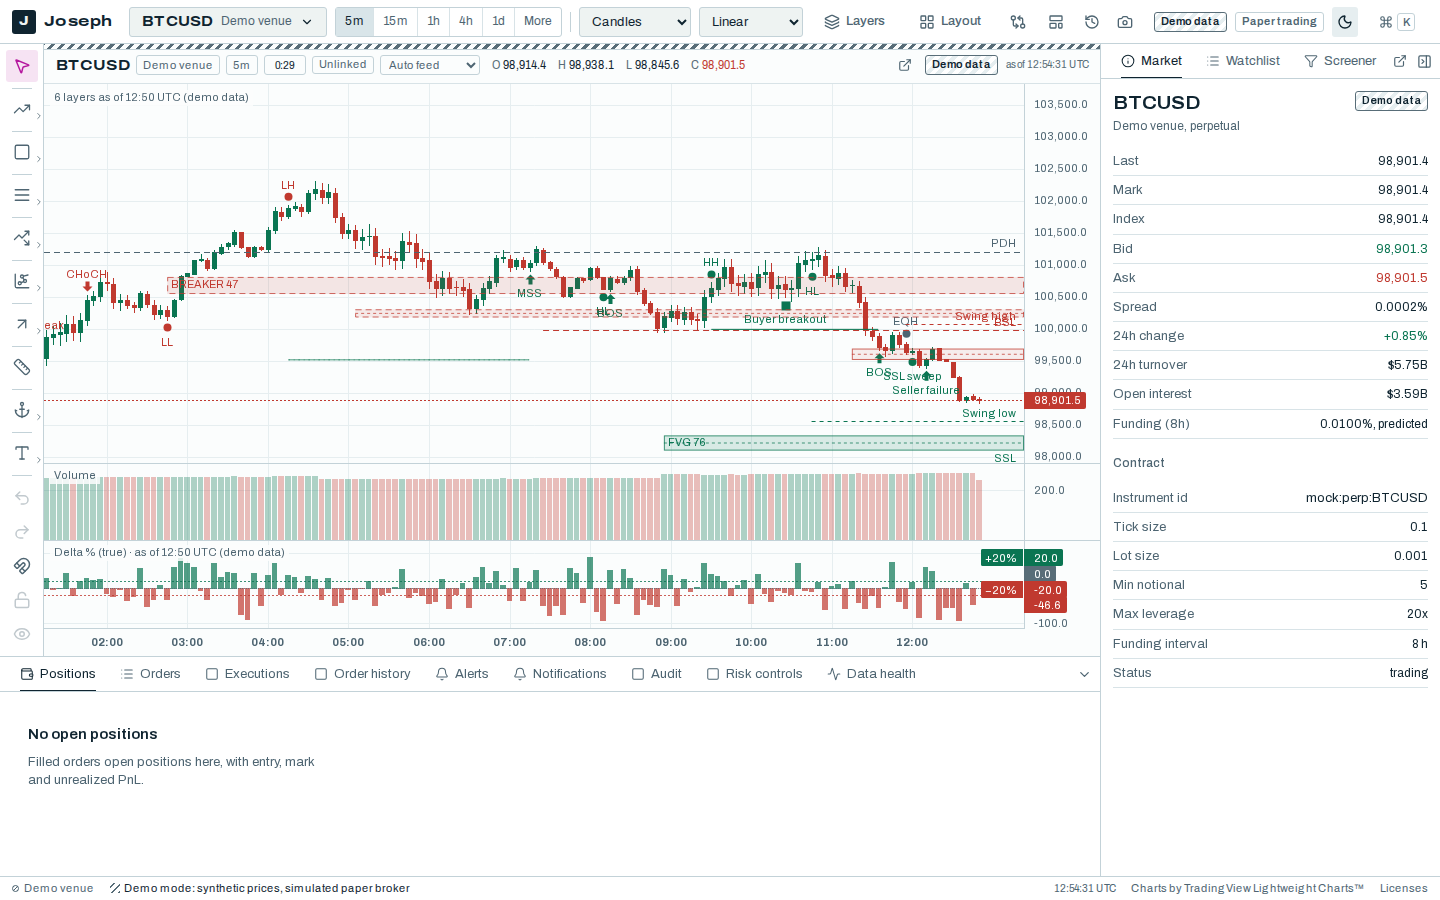 J Joseph BTCUSD Demo venue 5m 15m 1h 4h 1d More Candles Linear Layers Layout Demo data Paper trading ⌘ K
BTCUSD Demo venue 5m 0:29 Unlinked Auto feed O 98,914.4 H 98,938.1 L 98,845.6 C 98,901.5 Demo data as of 12:54:31 UTC
6 layers as of 12:50 UTC (demo data)
103,500.0
103,000.0
102,500.0
LH
102,000.0
101,500.0
PDH
HH
101,000.0
CHoCH
BREAKER 47
MSS
HL
100,500.0
BOS
Buyer breakout
EQH
Swing high
BSL
100,000.0
LL
99,500.0
BOS
SSL sweep
Seller failure
99,000.0
98,901.5
Swing low
98,500.0
FVG 76
SSL
98,000.0
Volume
200.0
Delta % (true) · as of 12:50 UTC (demo data)
+20% 20.0
0.0
−20% -20.0
-46.6
-100.0
02:00 03:00 04:00 05:00 06:00 07:00 08:00 09:00 10:00 11:00 12:00
Positions Orders Executions Order history Alerts Notifications Audit Risk controls Data health
No open positions
Filled orders open positions here, with entry, mark
and unrealized PnL.
Market Watchlist Screener
BTCUSD Demo data
Demo venue, perpetual
Last 98,901.4
Mark 98,901.4
Index 98,901.4
Bid 98,901.3
Ask 98,901.5
Spread 0.0002%
24h change +0.85%
24h turnover $5.75B
Open interest $3.59B
Funding (8h) 0.0100%, predicted
Contract
Instrument id mock:perp:BTCUSD
Tick size 0.1
Lot size 0.001
Min notional 5
Max leverage 20x
Funding interval 8 h
Status trading
Demo venue Demo mode: synthetic prices, simulated paper broker 12:54:31 UTC Charts by TradingView Lightweight Charts™ Licenses